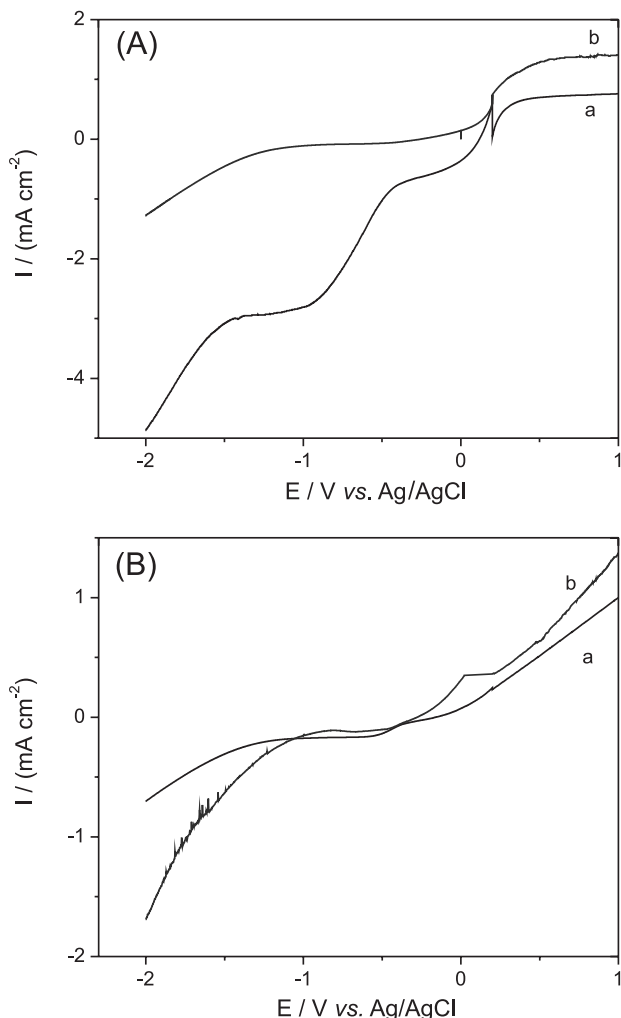 (A)
b
a
2
0
-2
-4
I / (mA cm⁻²)
-2
-1
0
1
E / V vs. Ag/AgCl
(B)
b
a
1
0
-1
-2
I / (mA cm⁻²)
-2
-1
0
1
E / V vs. Ag/AgCl